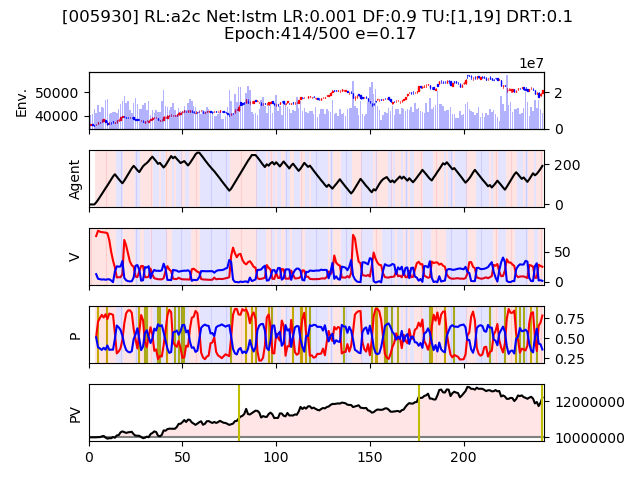 [005930] RL:a2c Net:lstm LR:0.001 DF:0.9 TU:[1,19] DRT:0.1
Epoch:414/500 e=0.17
1e7
Env.
50000
40000
2
0
Agent
200
0
V
50
0
P
0.75
0.50
0.25
PV
12000000
10000000
0 50 100 150 200